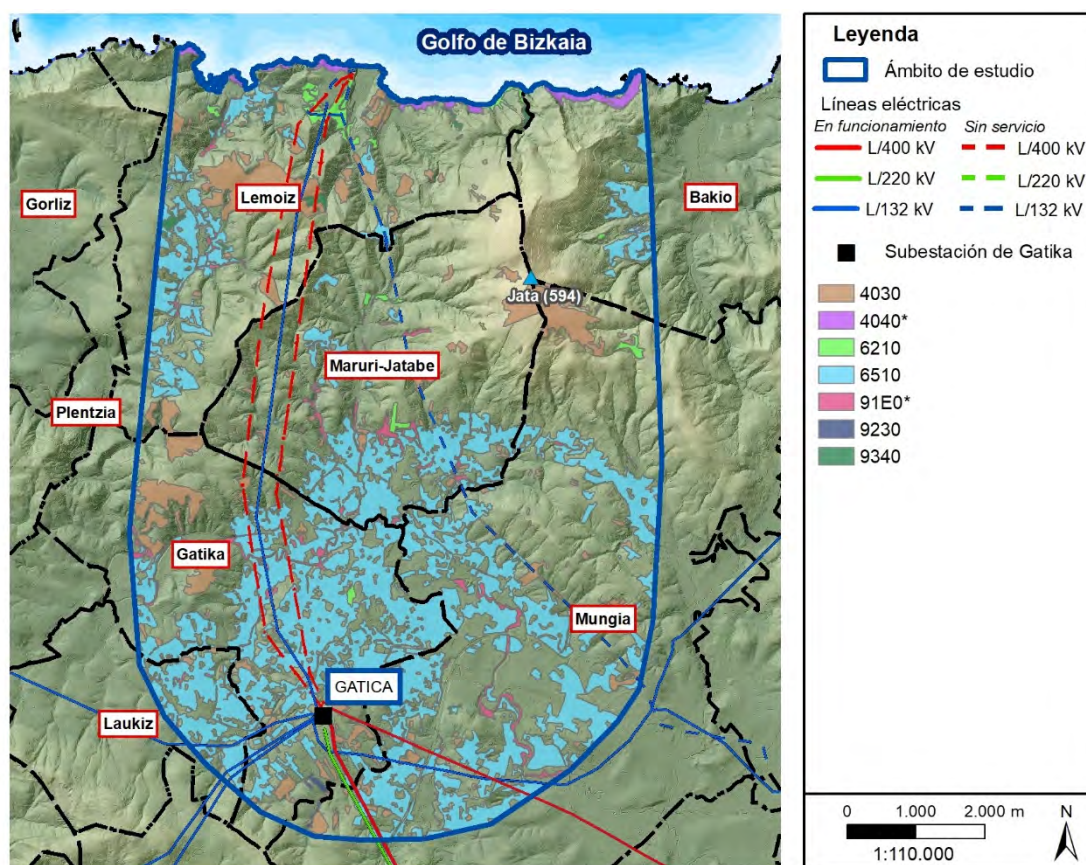 Golfo de Bizkaia
Lemoiz
Gorliz
Bakio
Jata (594)
Maruri-Jatabe
Plentzia
Gatika
Mungia
GATICA
Laukiz
Leyenda
Ámbito de estudio
Líneas eléctricas
En funcionamiento Sin servicio
L/400 kV L/400 kV
L/220 kV L/220 kV
L/132 kV L/132 kV
Subestación de Gatika
4030
4040*
6210
6510
91E0*
9230
9340
0 1.000 2.000 m
1:110.000
N